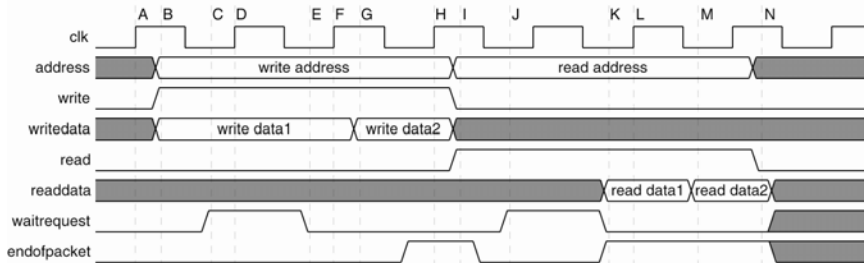 A B C D E F G H I J K L M N
clk
address write address read address
write
writedata write data1 write data2
read
readdata read data1 read data2
waitrequest
endofpacket